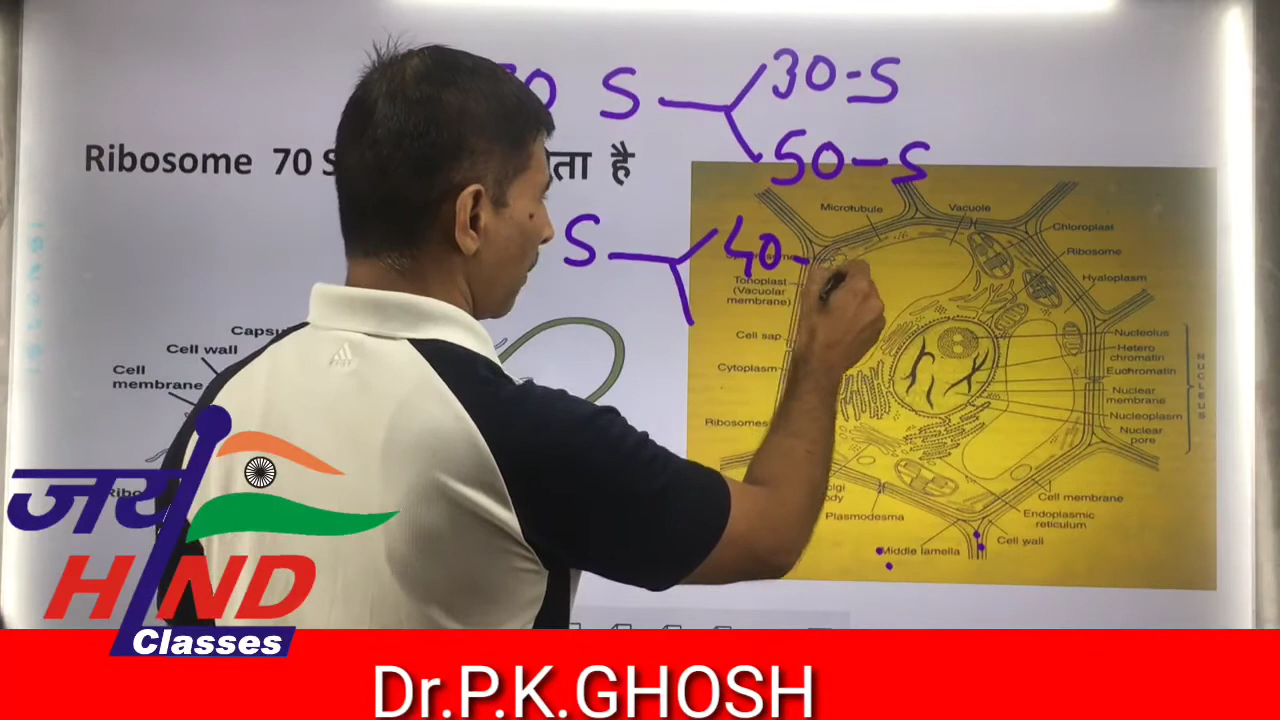 S 30-S
50-S
Ribosome 70 S है
S 40-
Microtubule
Vacuole
Chloroplast
Ribosome
Hyaloplasm
Tonoplast
(Vacuolar
membrane)
Cell sap
Cytoplasm
Ribosomes
Nucleolus
Hetero
chromatin
Euchromatin
Nuclear
membrane
Nucleoplasm
Nuclear
pore
NUCLEUS
Cell membrane
Endoplasmic
reticulum
Cell wall
Middle lamella
Plasmodesma
Cell wall
Cell
membrane
जय
HIND
Classes
Dr.P.K.GHOSH